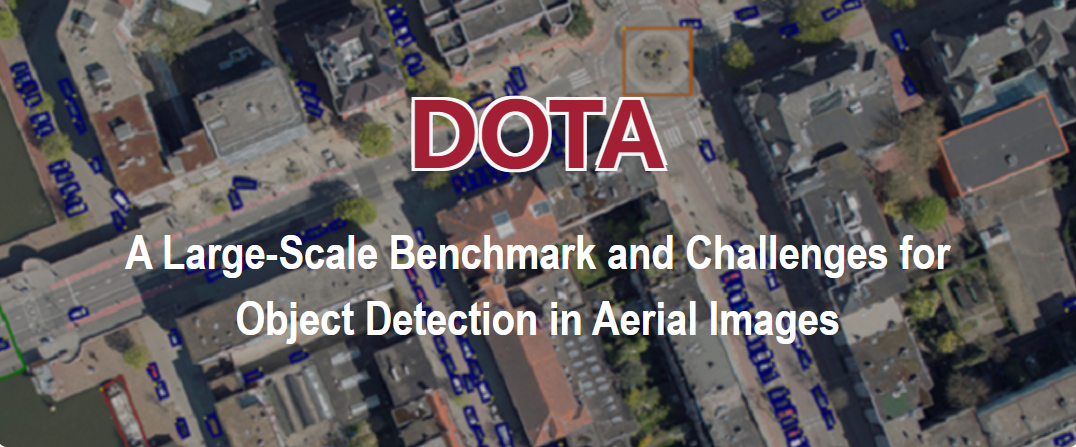 DOTA
A Large-Scale Benchmark and Challenges for
Object Detection in Aerial Images